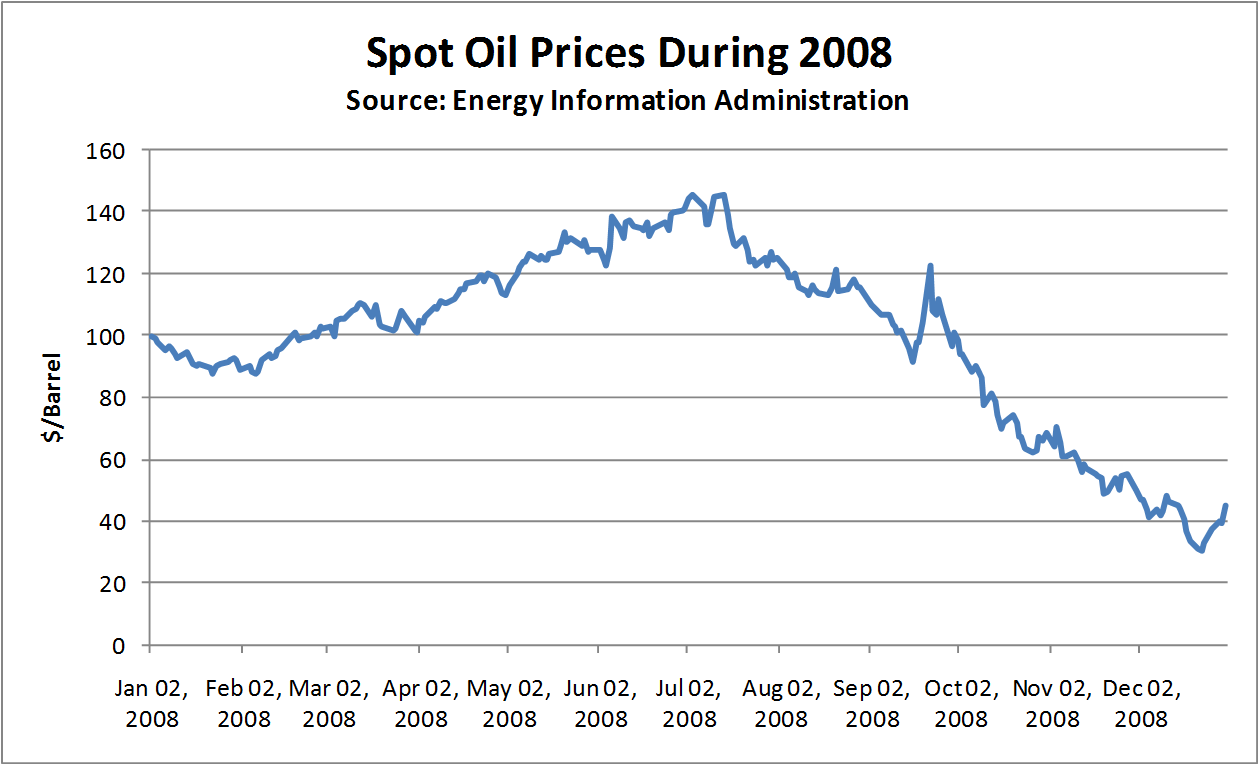 Spot Oil Prices During 2008
Source: Energy Information Administration
160
140
120
100
80
60
40
20
0
$/Barrel
Jan 02, Feb 02, Mar 02, Apr 02, May 02, Jun 02, Jul 02, Aug 02, Sep 02, Oct 02, Nov 02, Dec 02,
2008 2008 2008 2008 2008 2008 2008 2008 2008 2008 2008 2008